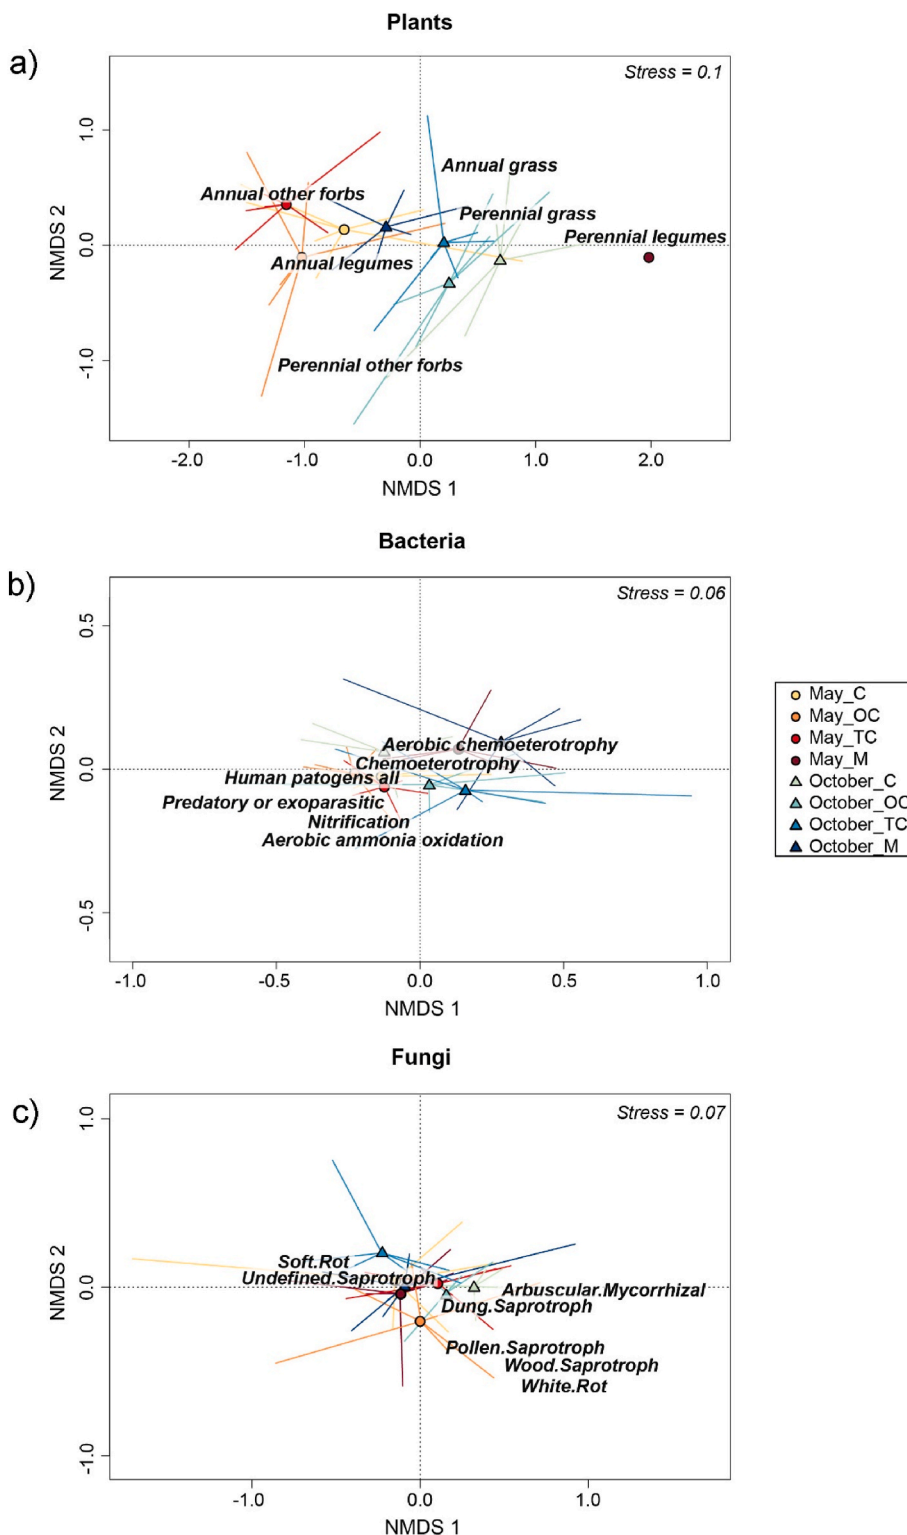 Plants
a)
Stress = 0.1
1.0
0.0
-1.0
NMDS 2
Annual grass
Annual other forbs
Perennial grass
Perennial legumes
Annual legumes
Perennial other forbs
-2.0 -1.0 0.0 1.0 2.0
NMDS 1
Bacteria
b)
Stress = 0.06
0.5
0.0
-0.5
NMDS 2
Aerobic chemoeterotrophy
Chemoeterotrophy
Human patogens all
Predatory or exoparasitic
Nitrification
Aerobic ammonia oxidation
-1.0 -0.5 0.0 0.5 1.0
NMDS 1
May_C
May_OC
May_TC
May_M
October_C
October_OC
October_TC
October_M
Fungi
c)
Stress = 0.07
1.0
0.0
-1.0
NMDS 2
Soft.Rot
Undefined.Saprotroph
Arbuscular.Mycorrhizal
Dung.Saprotroph
Pollen.Saprotroph
Wood.Saprotroph
White.Rot
-1.0 0.0 1.0
NMDS 1